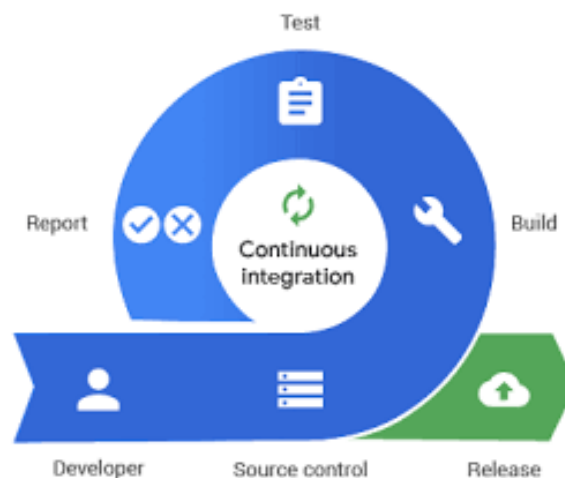 Test
Report
Continuous
integration
Build
Developer
Source control
Release